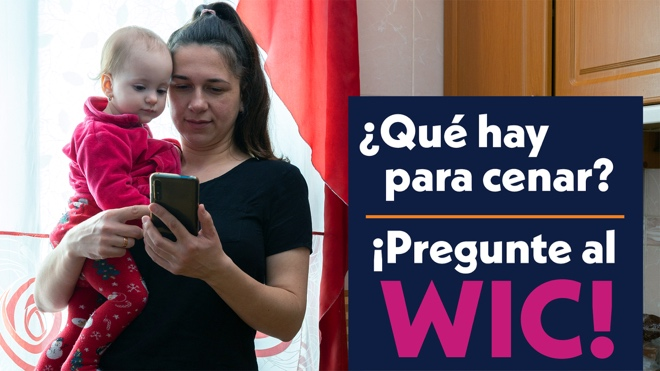 ¿Qué hay
para cenar?
¡Pregunte al
WIC!